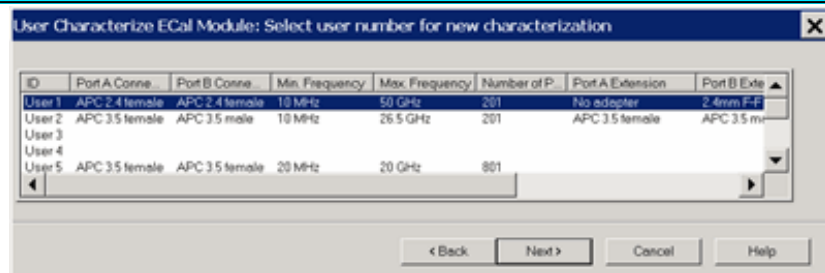 User Characterize ECal Module: Select user number for new characterization
ID Port A Conne... Port B Conne... Min. Frequency Max. Frequency Number of P... Port A Extension Port B Exte
User 1 APC 2.4 female APC 2.4 female 10 MHz 50 GHz 201 No adapter 2.4mm F-F
User 2 APC 3.5 female APC 3.5 male 10 MHz 26.5 GHz 201 APC 3.5 female APC 3.5 m
User 3
User 4
User 5 APC 3.5 female APC 3.5 female 20 MHz 20 GHz 801
< Back Next > Cancel Help